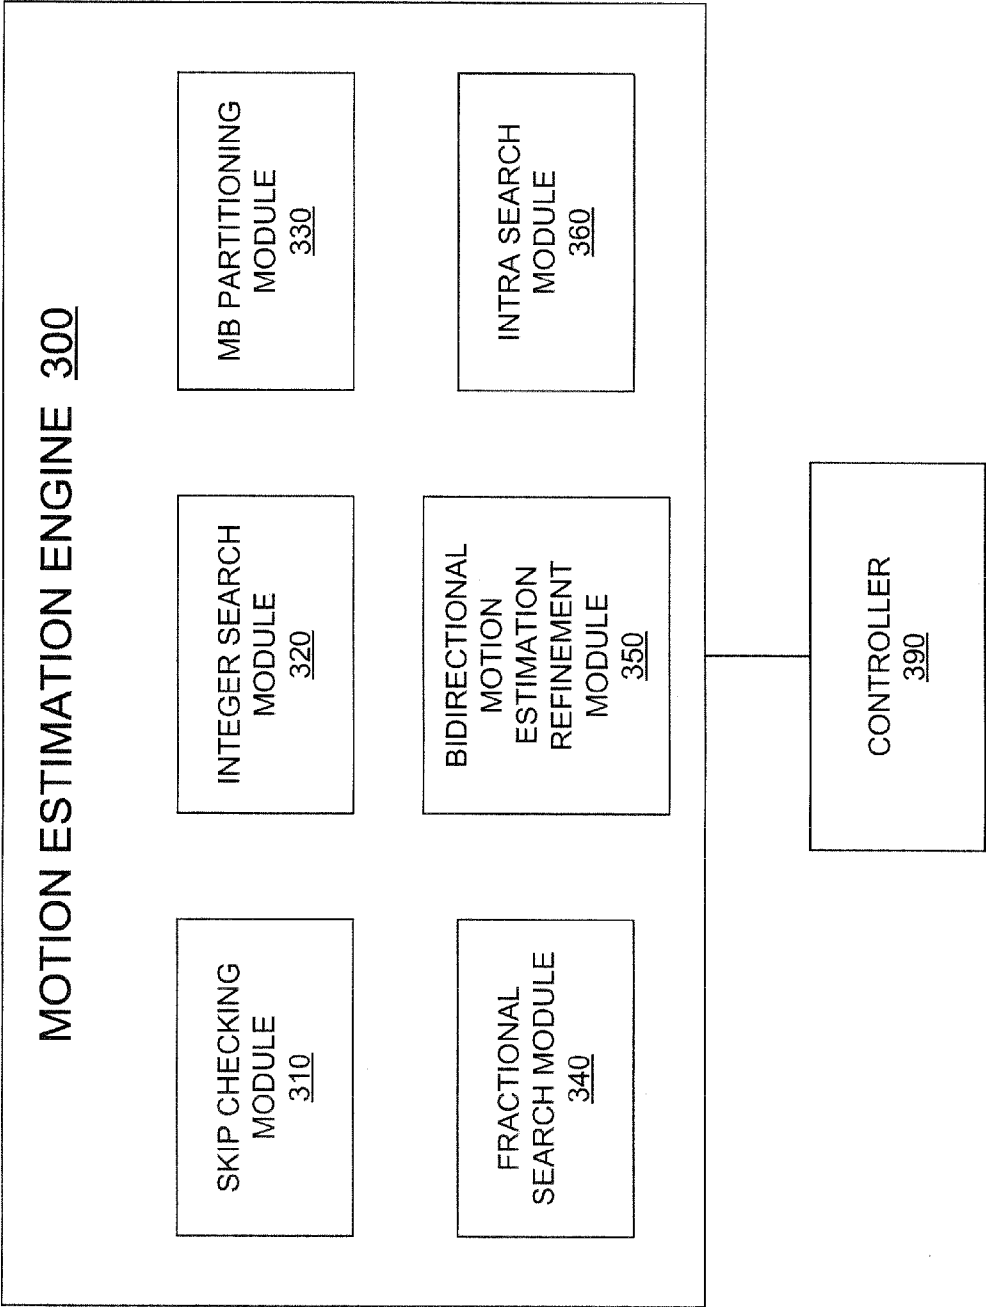 MOTION ESTIMATION ENGINE 300
SKIP CHECKING
MODULE
310
INTEGER SEARCH
MODULE
320
MB PARTITIONING
MODULE
330
FRACTIONAL
SEARCH MODULE
340
BIDIRECTIONAL
MOTION
ESTIMATION
REFINEMENT
MODULE
350
INTRA SEARCH
MODULE
360
CONTROLLER
390